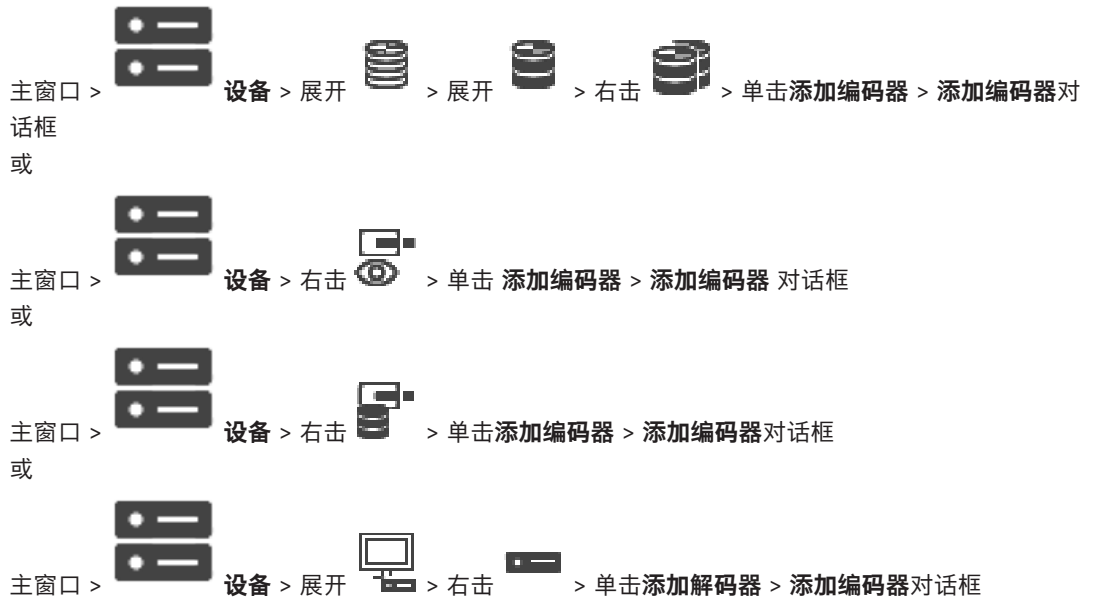 主窗口 > 设备 > 展开 > 展开 > 右击 > 单击添加编码器 > 添加编码器对
话框
或
主窗口 > 设备 > 右击 > 单击 添加编码器 > 添加编码器 对话框
或
主窗口 > 设备 > 右击 > 单击添加编码器 > 添加编码器对话框
或
主窗口 > 设备 > 展开 > 右击 > 单击添加解码器 > 添加编码器对话框